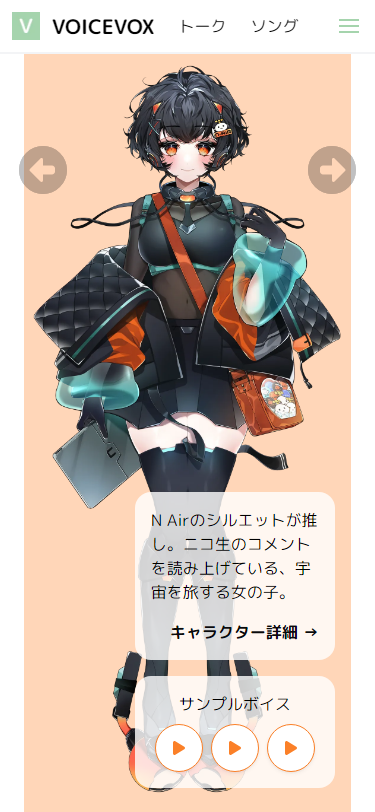 V VOICEVOX トーク ソング
N Airのシルエットが推
し。ニコ生のコメント
を読み上げている、宇
宙を旅する女の子。
キャラクター詳細 →
サンプルボイス